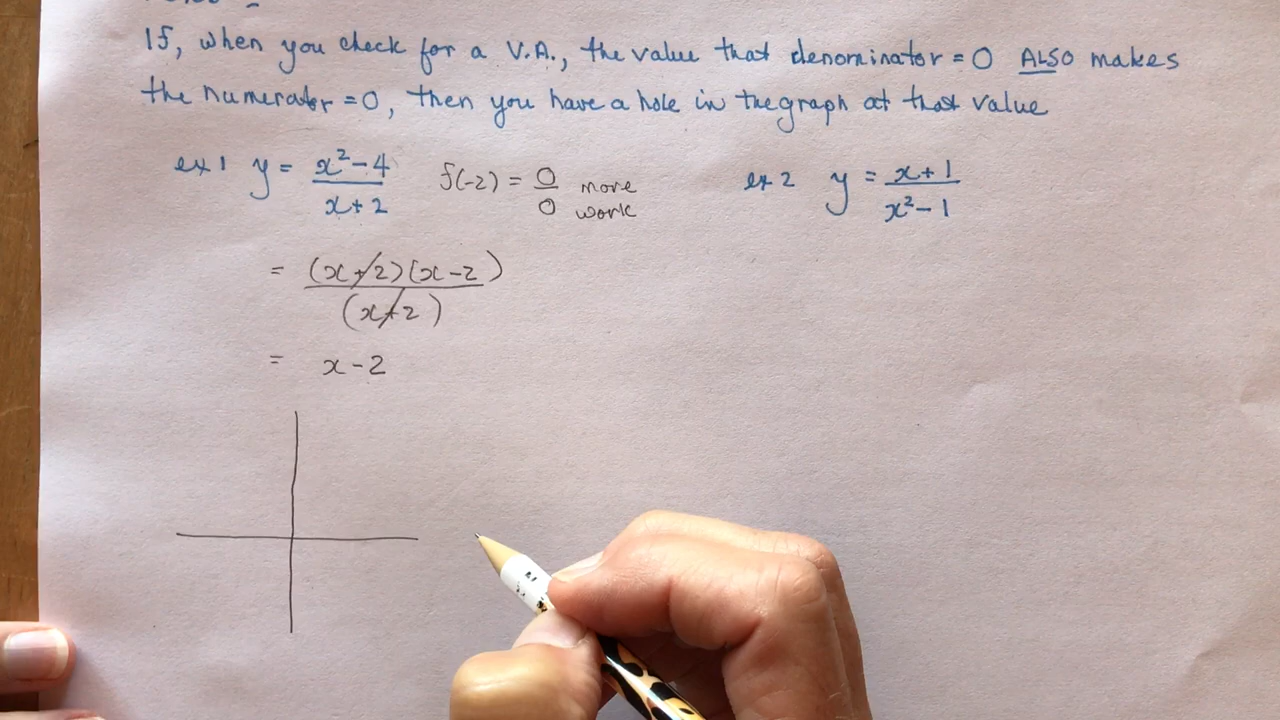 If, when you check for a V.A., the value that denominator = 0 ALSO makes
the numerator = 0, then you have a hole in the graph at that value
ex 1 y = (x² - 4)/(x + 2) f(-2) = 0/0 more work
ex 2 y = (x + 1)/(x² - 1)
= (x + 2)(x - 2)/(x + 2)
= x - 2